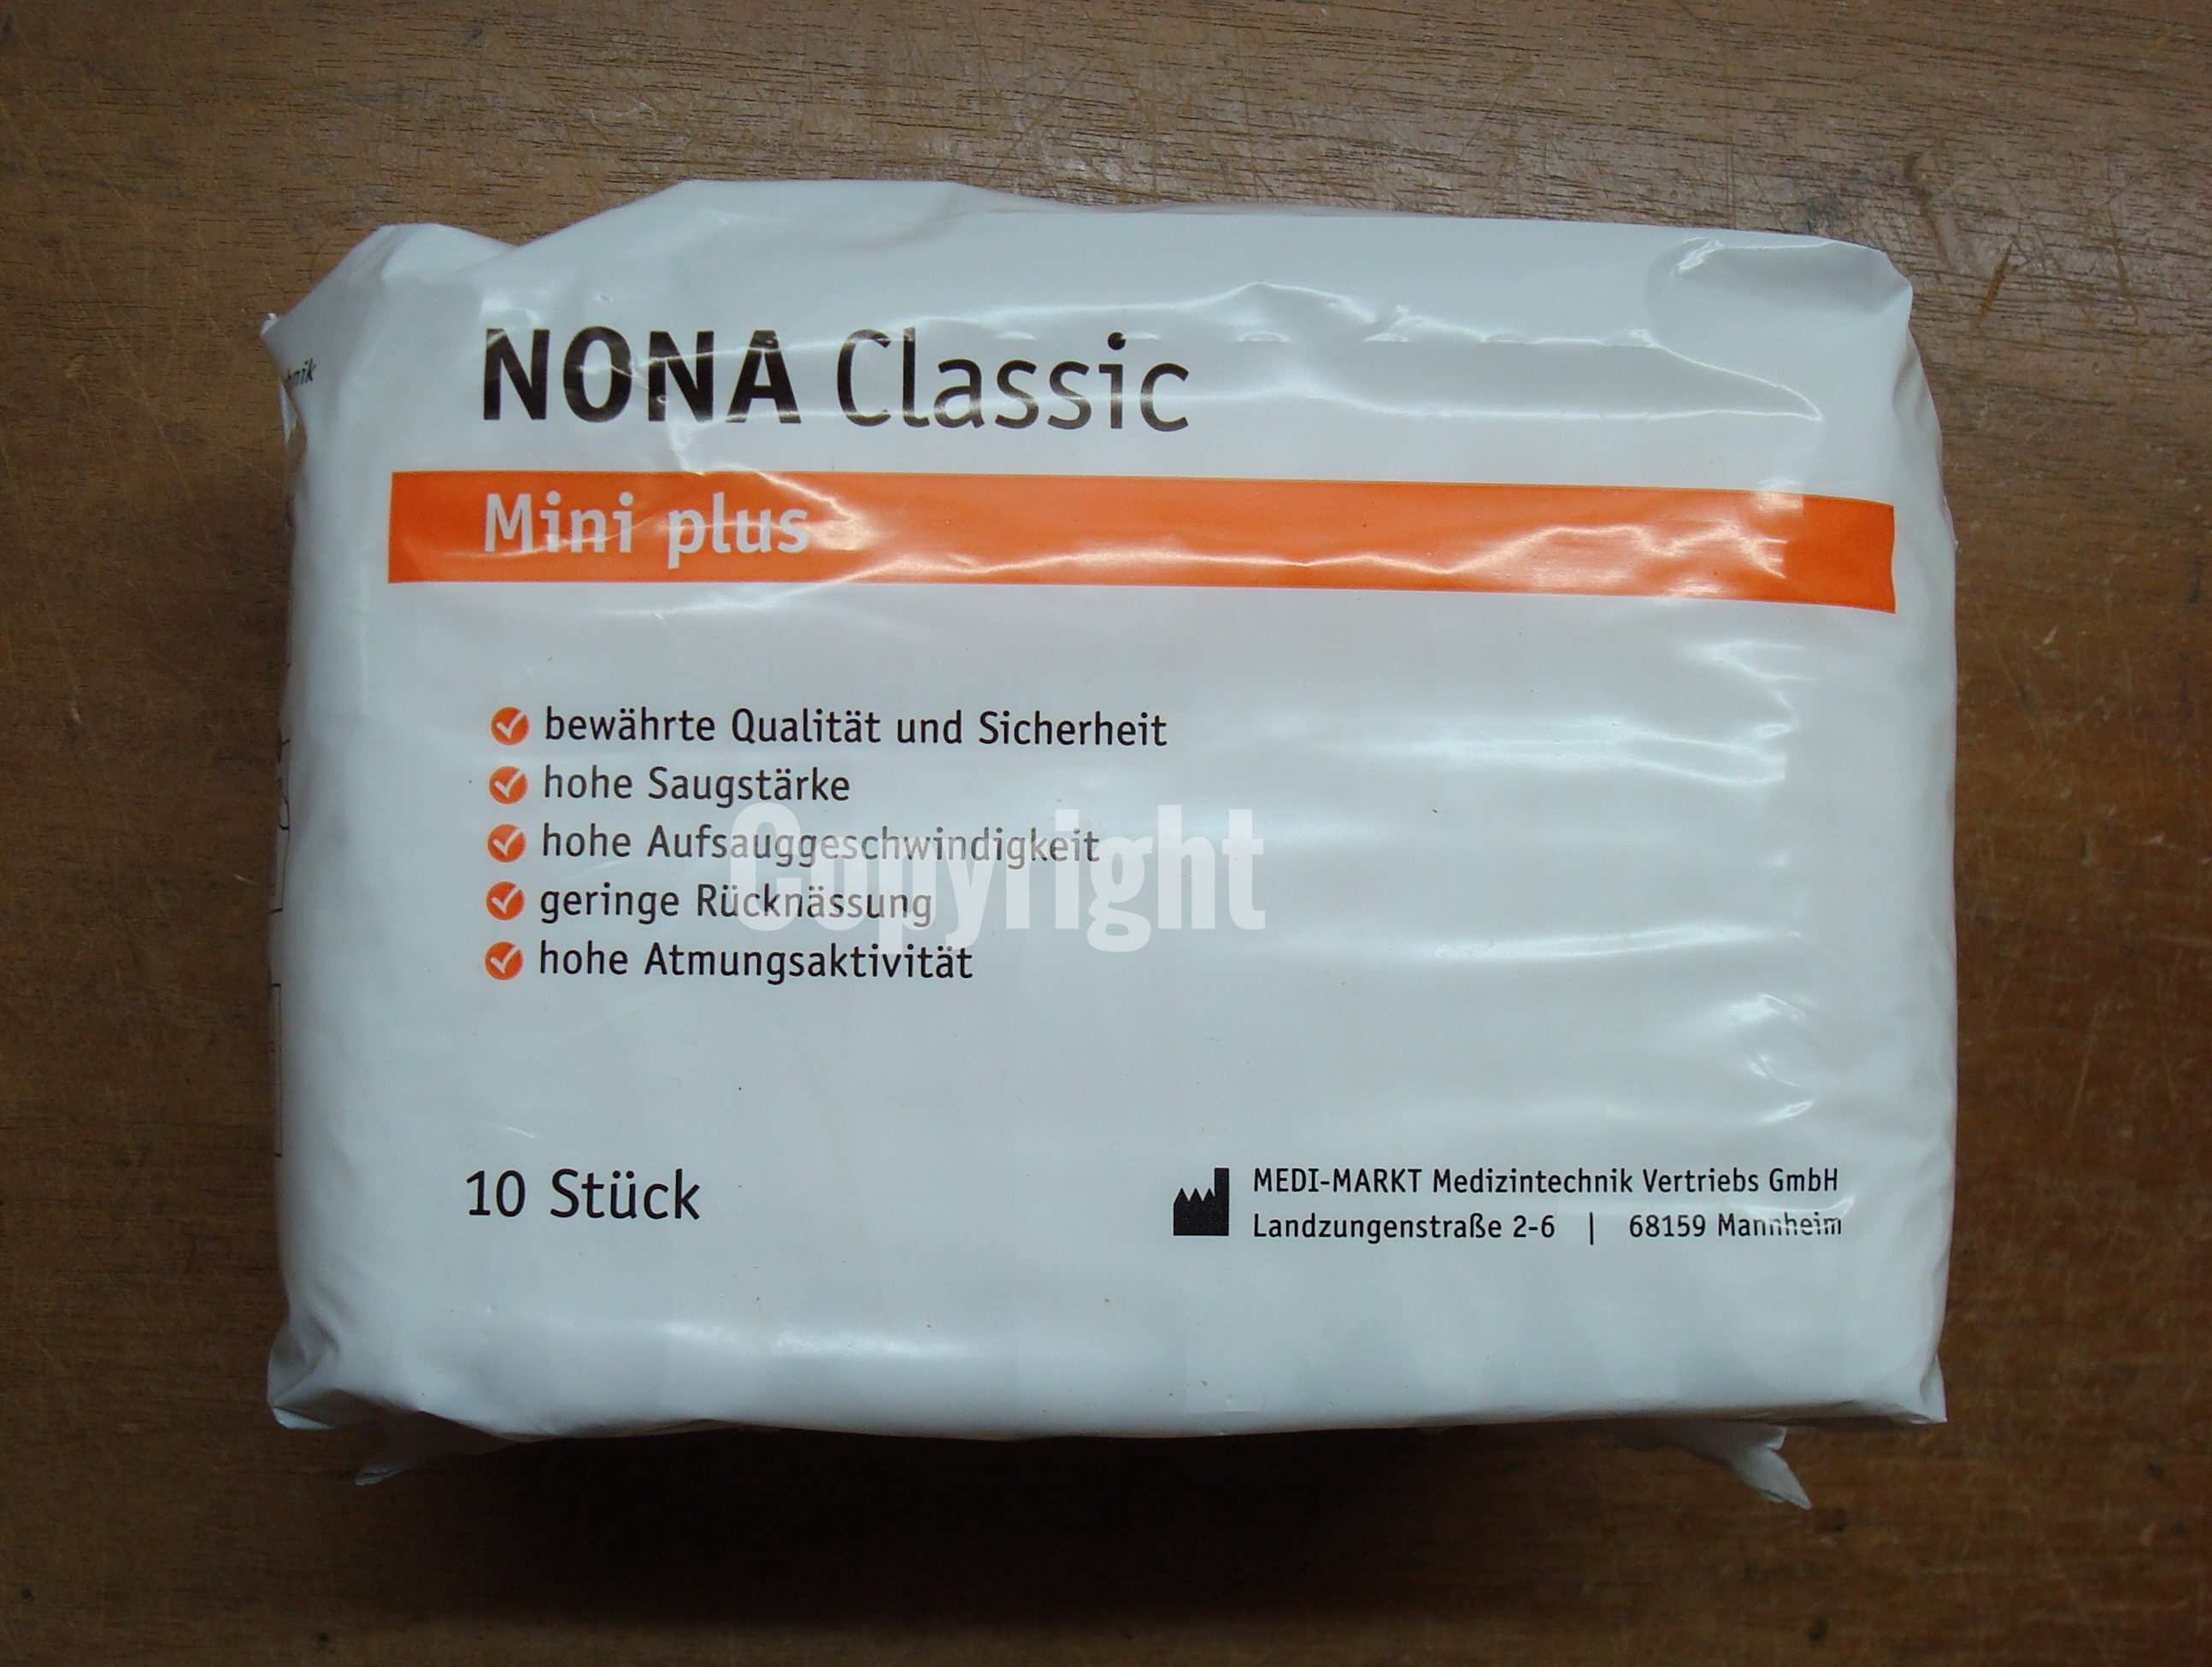 NONA Classic
Mini plus
bewährte Qualität und Sicherheit
hohe Saugstärke
hohe Aufsauggeschwindigkeit
geringe Rücknässung
hohe Atmungsaktivität
Copyright
10 Stück
MEDI-MARKT Medizintechnik Vertriebs GmbH
Landzungenstraße 2-6 | 68159 Mannheim